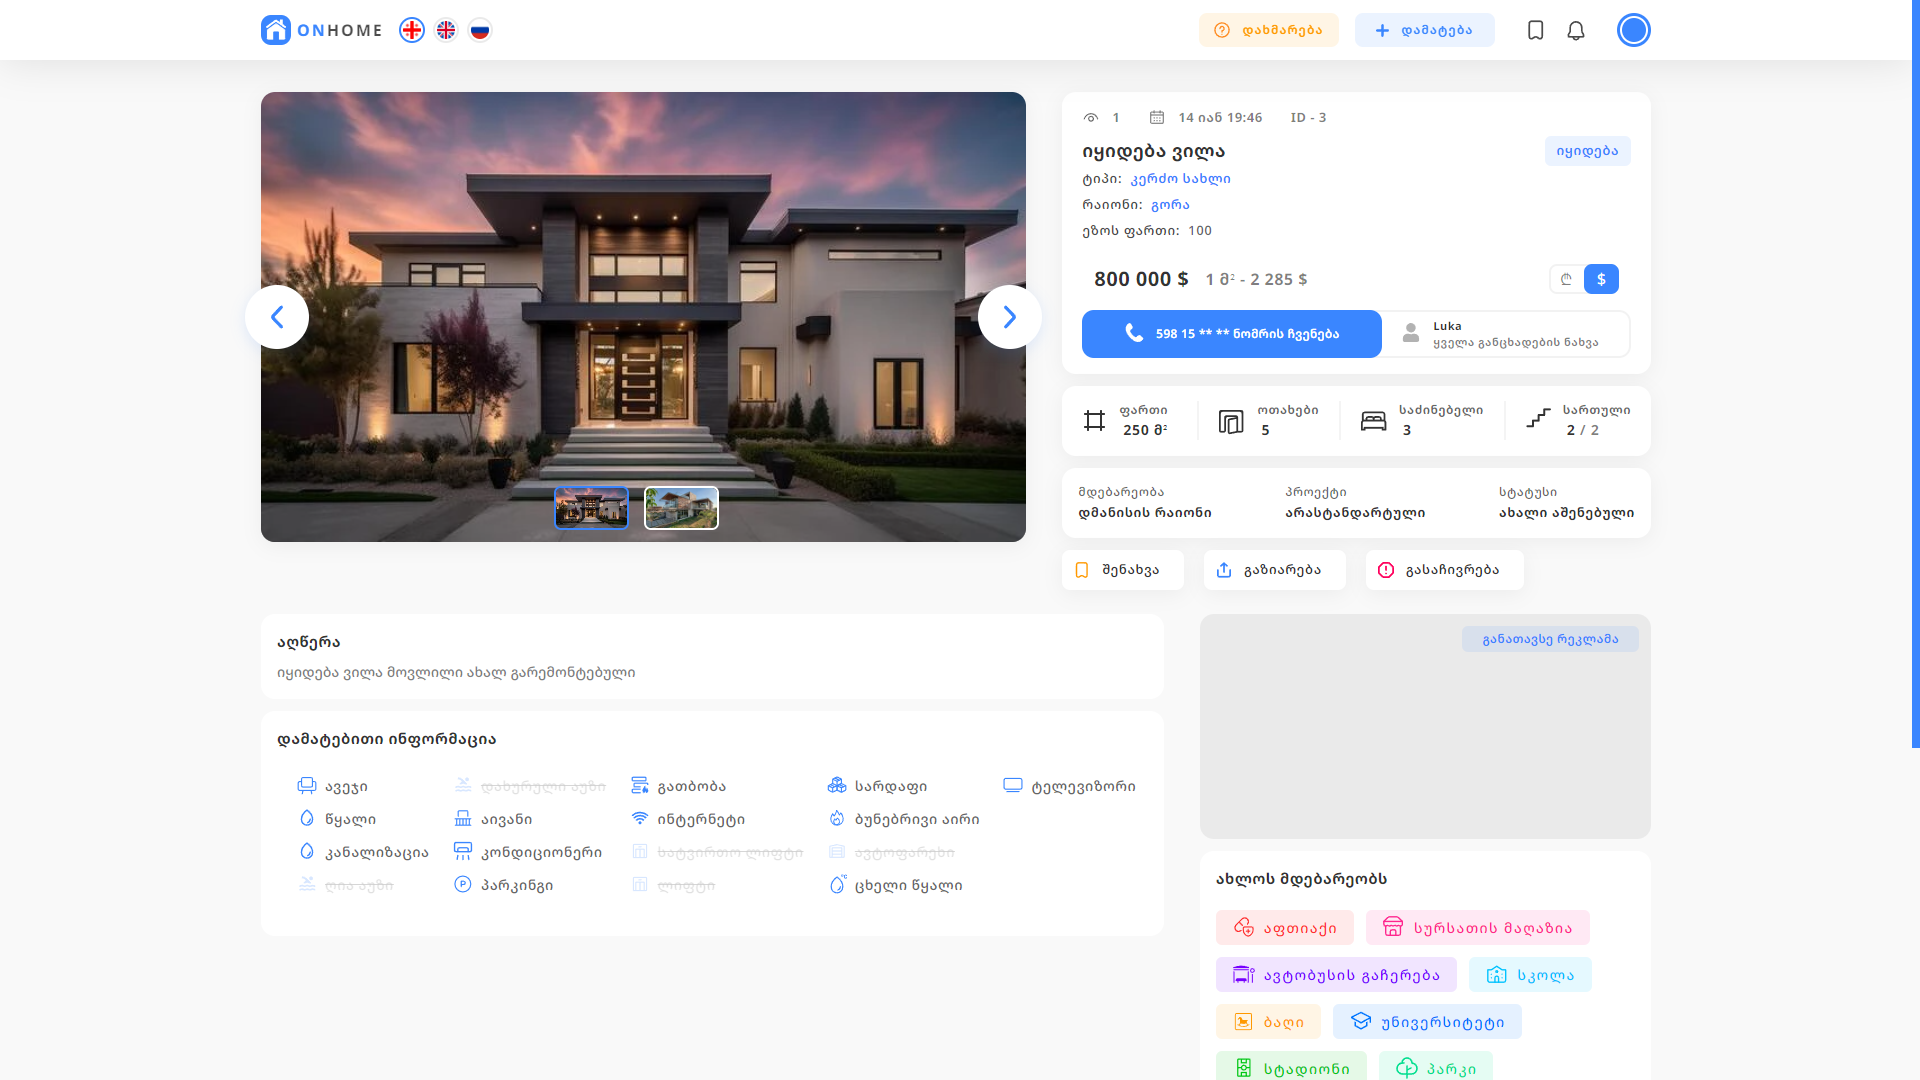 ONHOME
დახმარება
დამატება
1
14 იან 19:46
ID - 3
იყიდება ვილა
იყიდება
ტიპი: კერძო სახლი
რაიონი: გორა
ეზოს ფართი: 100
800 000 $
1 მ² - 2 285 $
₾
$
598 15 ** ** ნომრის ჩვენება
Luka
ყველა განცხადების ნახვა
ფართი
250 მ²
ოთახები
5
საძინებელი
3
სართული
2 / 2
მდებარეობა
დმანისის რაიონი
პროექტი
არასტანდარტული
სტატუსი
ახალი აშენებული
შენახვა
გაზიარება
გასაჩივრება
აღწერა
იყიდება ვილა მოვლილი ახალ გარემონტებული
განათავსე რეკლამა
დამატებითი ინფორმაცია
ავეჯი
დახურული აუზი
გათბობა
სარდაფი
ტელევიზორი
წყალი
აივანი
ინტერნეტი
ბუნებრივი აირი
კანალიზაცია
კონდიციონერი
სატვირთო ლიფტი
ავტოფარეხი
ღია აუზი
პარკინგი
ლიფტი
ცხელი წყალი
ახლოს მდებარეობს
აფთიაქი
სურსათის მაღაზია
ავტობუსის გაჩერება
სკოლა
ბაღი
უნივერსიტეტი
სტადიონი
პარკი